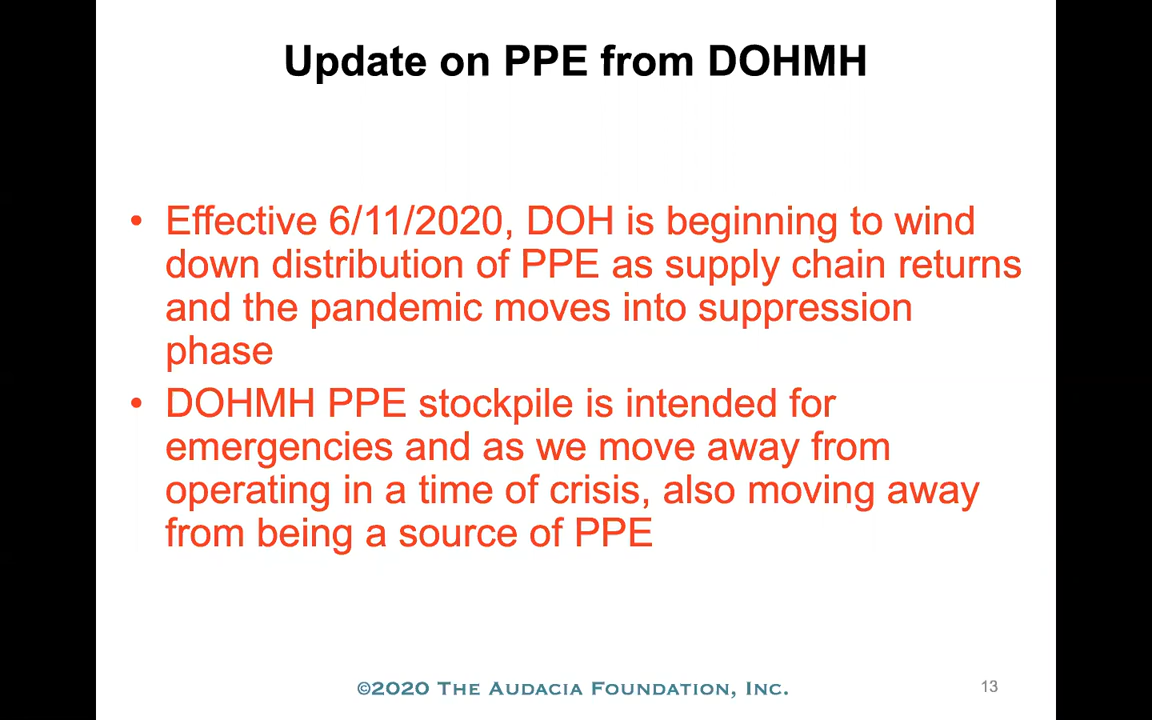 Update on PPE from DOHMH
• Effective 6/11/2020, DOH is beginning to wind
down distribution of PPE as supply chain returns
and the pandemic moves into suppression
phase
• DOHMH PPE stockpile is intended for
emergencies and as we move away from
operating in a time of crisis, also moving away
from being a source of PPE
©2020 The Audacia Foundation, Inc.
13